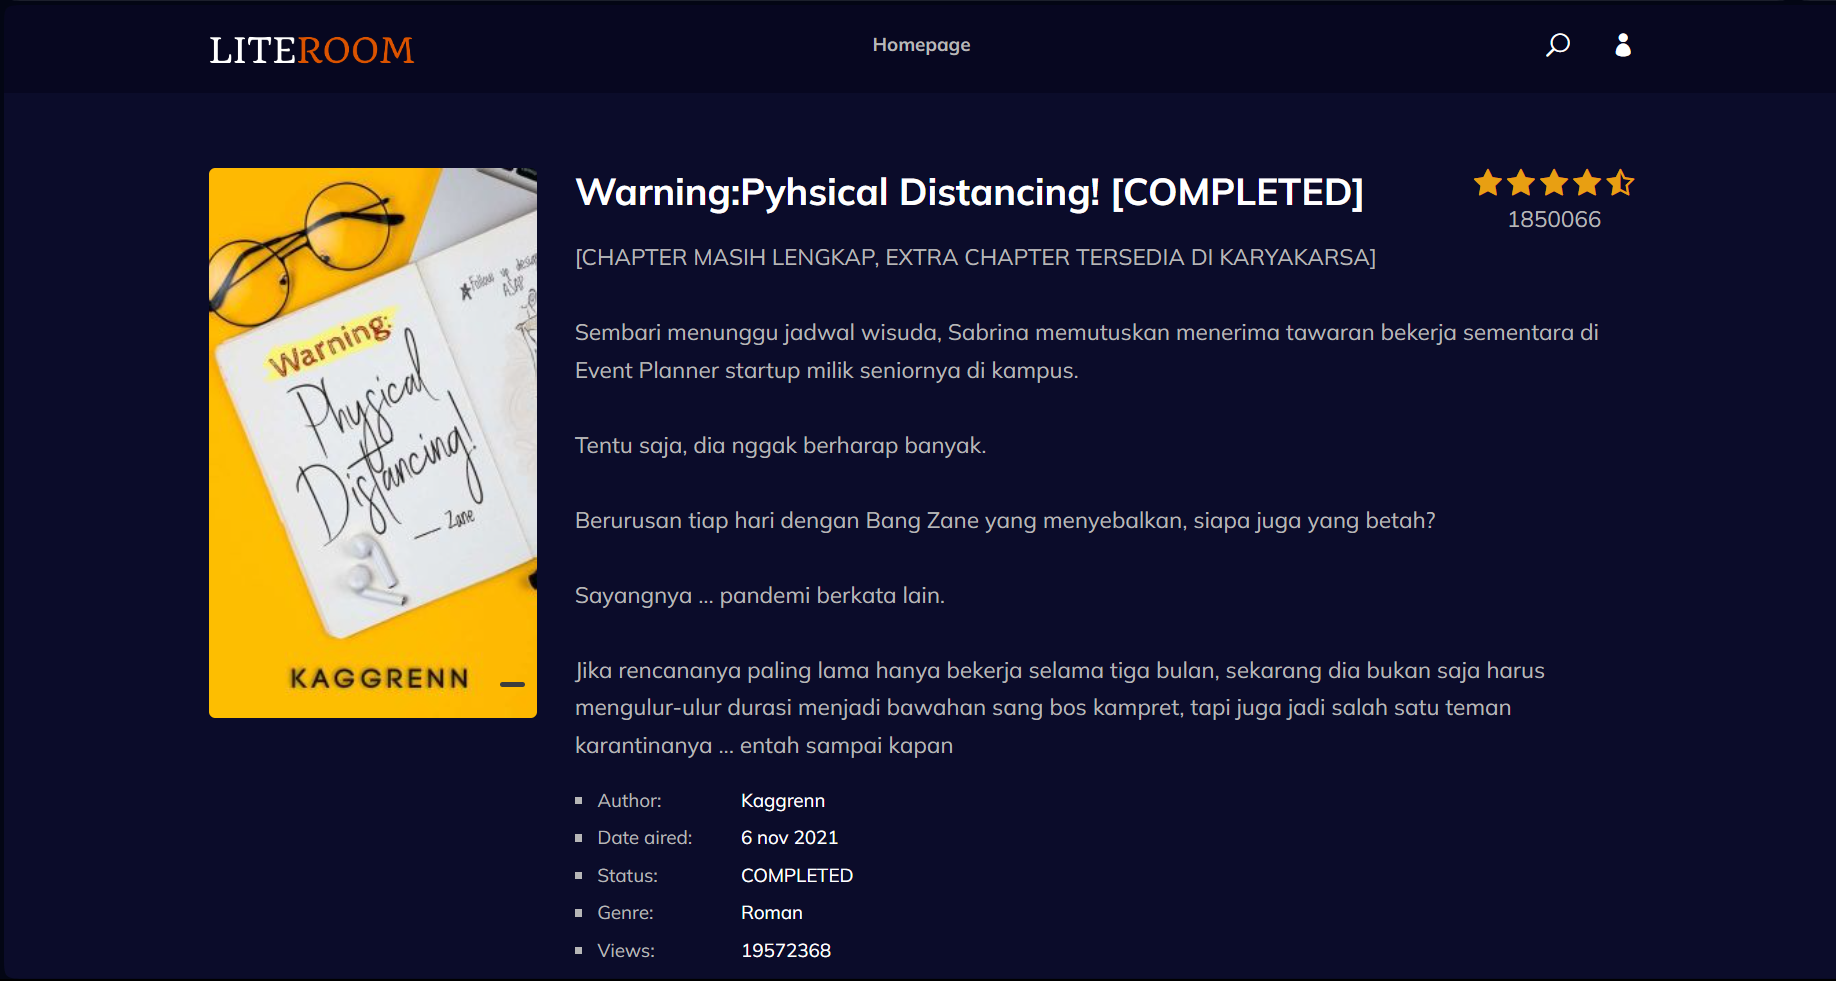 LITEROOM
Homepage
Warning:Pyhsical Distancing! [COMPLETED]
1850066
[CHAPTER MASIH LENGKAP, EXTRA CHAPTER TERSEDIA DI KARYAKARSA]
Sembari menunggu jadwal wisuda, Sabrina memutuskan menerima tawaran bekerja sementara di
Event Planner startup milik seniornya di kampus.
Tentu saja, dia nggak berharap banyak.
Berurusan tiap hari dengan Bang Zane yang menyebalkan, siapa juga yang betah?
Sayangnya ... pandemi berkata lain.
Jika rencananya paling lama hanya bekerja selama tiga bulan, sekarang dia bukan saja harus
mengulur-ulur durasi menjadi bawahan sang bos kampret, tapi juga jadi salah satu teman
karantinanya ... entah sampai kapan
Author: Kaggrenn
Date aired: 6 nov 2021
Status: COMPLETED
Genre: Roman
Views: 19572368
Follow up design
ASAP
Warning:
Physical
Distancing!
— Zane
KAGGRENN